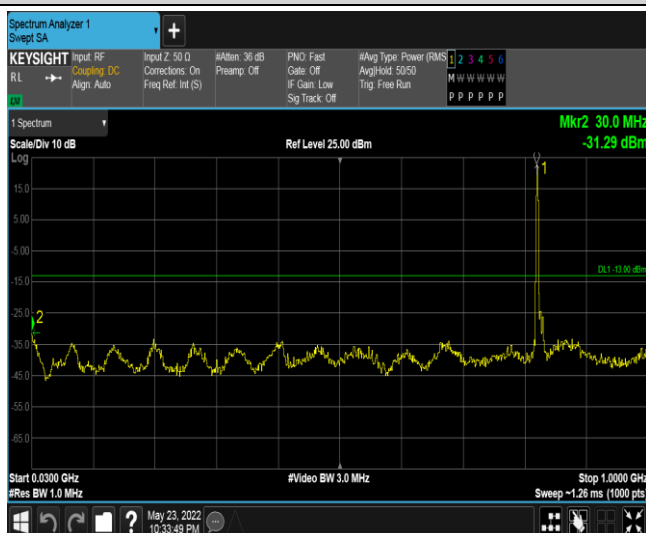 Spectrum Analyzer 1
Swept SA
+
KEYSIGHT
RL
Input: RF
Coupling: DC
Align: Auto
Input Z: 50 Ω
Corrections: On
Freq Ref: Int (S)
#Atten: 36 dB
Preamp: Off
PNO: Fast
Gate: Off
IF Gain: Low
Sig Track: Off
#Avg Type: Power (RMS
Avg|Hold: 50/50
Trig: Free Run
1 2 3 4 5 6
M W W W W W
P P P P P P
1 Spectrum
Scale/Div 10 dB
Ref Level 25.00 dBm
Mkr2 30.0 MHz
-31.29 dBm
Log
15.0
5.00
-5.00
-15.0
-25.0
-35.0
-45.0
-55.0
-65.0
1
2
DL1 -13.00 dBm
Start 0.0300 GHz
#Res BW 1.0 MHz
#Video BW 3.0 MHz
Stop 1.0000 GHz
Sweep ~1.26 ms (1000 pts)
?
May 23, 2022
10:33:49 PM